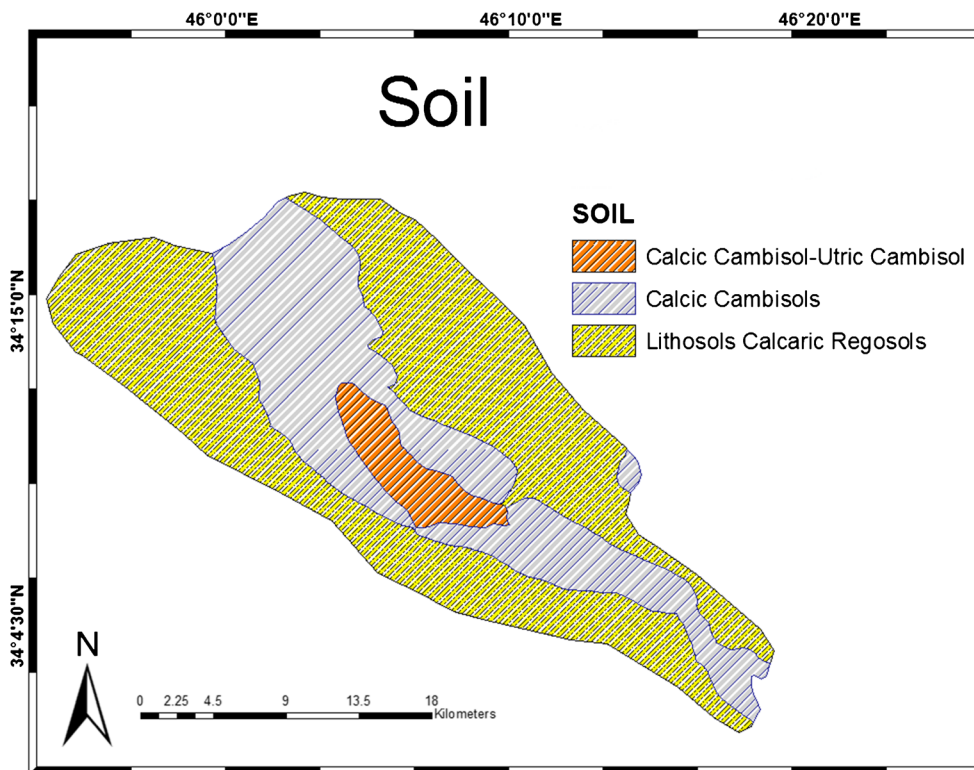 46°0'0"E
46°10'0"E
46°20'0"E
Soil
SOIL
Calcic Cambisol-Utric Cambisol
Calcic Cambisols
Lithosols Calcaric Regosols
34°15'0"N
34°4'30"N
N
0 2.25 4.5 9 13.5 18
Kilometers